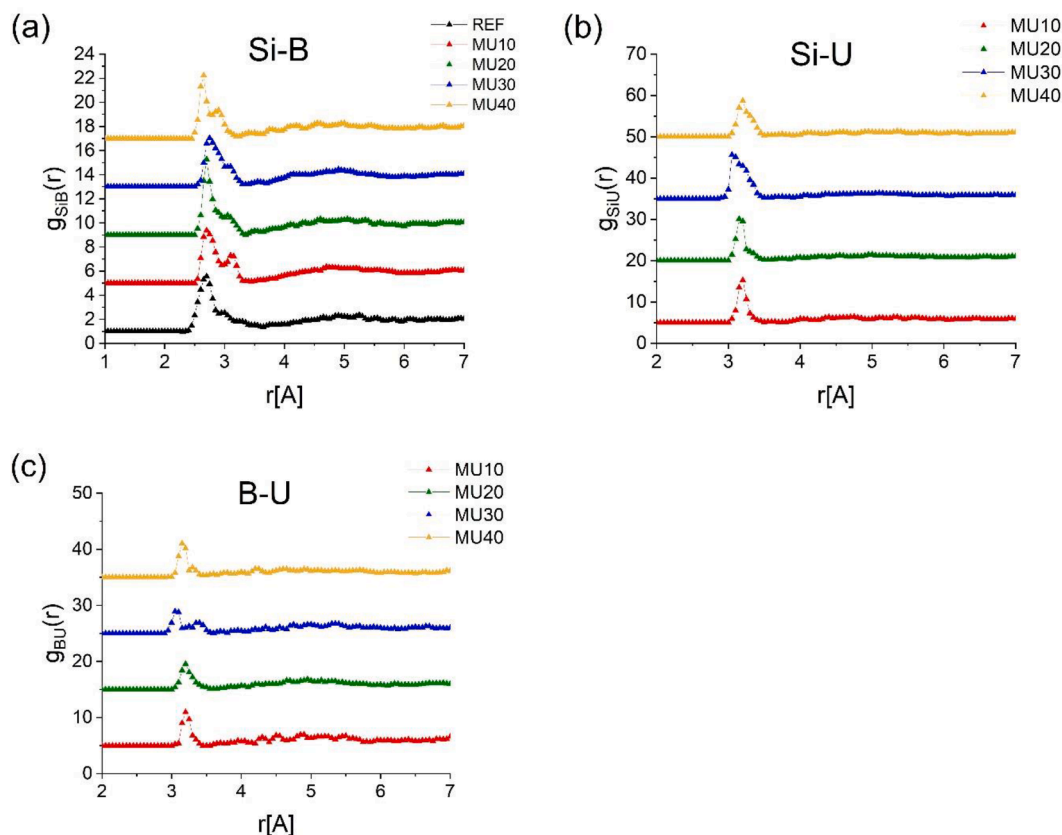 (a)
Si-B
REF
MU10
MU20
MU30
MU40
24
22
20
18
16
14
12
10
8
6
4
2
0
gSiB(r)
1 2 3 4 5 6 7
r[A]
(b)
Si-U
MU10
MU20
MU30
MU40
70
60
50
40
30
20
10
0
gSiU(r)
2 3 4 5 6 7
r[A]
(c)
B-U
MU10
MU20
MU30
MU40
50
40
30
20
10
0
gBU(r)
2 3 4 5 6 7
r[A]